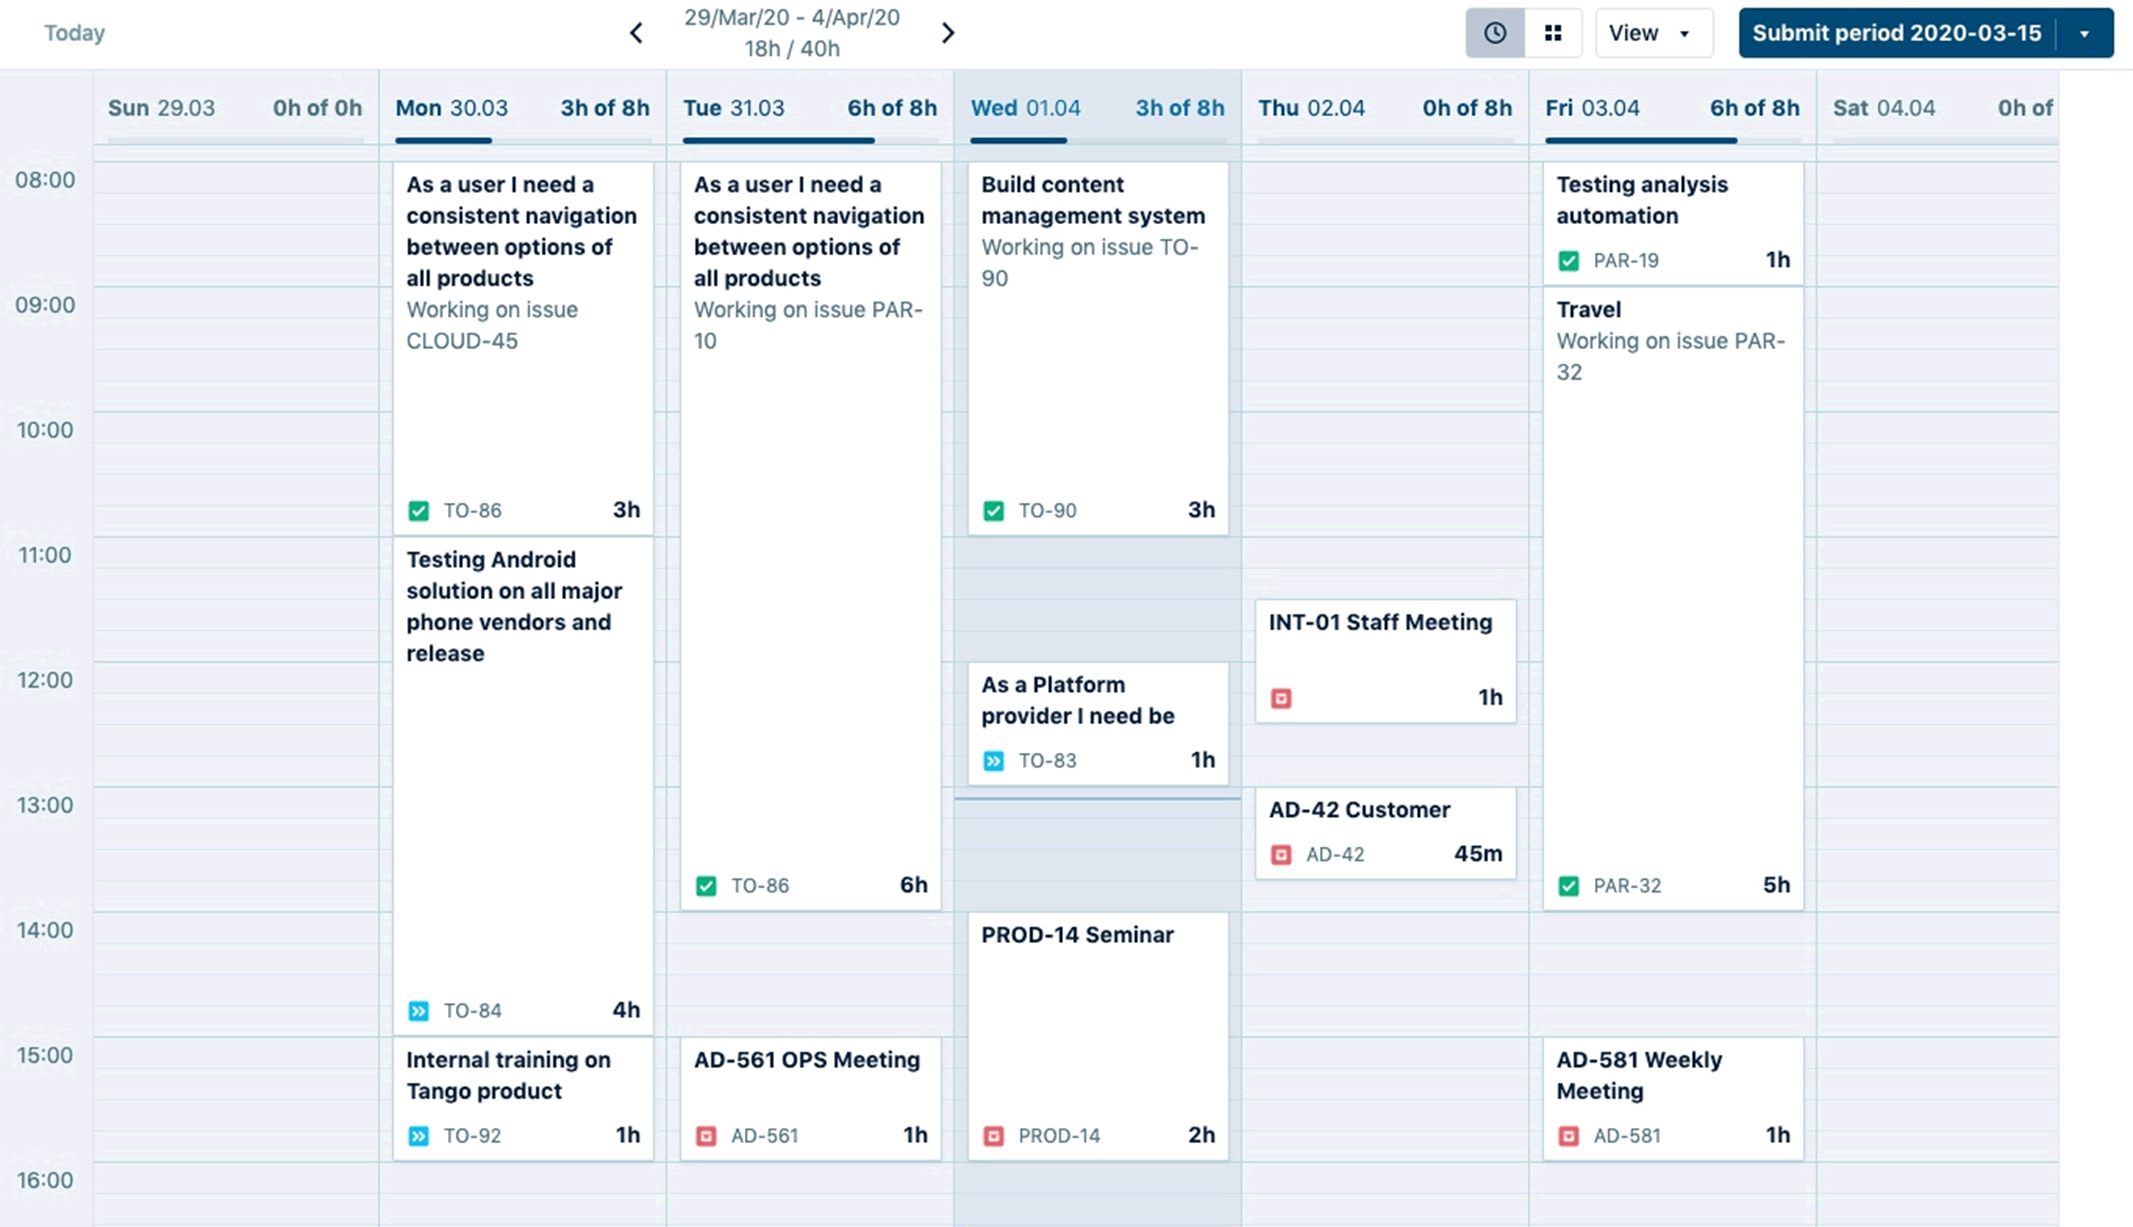 Today
29/Mar/20 - 4/Apr/20
18h / 40h
View
Submit period 2020-03-15
Sun 29.03 0h of 0h
Mon 30.03 3h of 8h
Tue 31.03 6h of 8h
Wed 01.04 3h of 8h
Thu 02.04 0h of 8h
Fri 03.04 6h of 8h
Sat 04.04 0h of
08:00
09:00
10:00
11:00
12:00
13:00
14:00
15:00
16:00
As a user I need a
consistent navigation
between options of
all products
Working on issue
CLOUD-45
TO-86 3h
Testing Android
solution on all major
phone vendors and
release
TO-84 4h
Internal training on
Tango product
TO-92 1h
As a user I need a
consistent navigation
between options of
all products
Working on issue PAR-
10
TO-86 6h
AD-561 OPS Meeting
AD-561 1h
Build content
management system
Working on issue TO-
90
TO-90 3h
As a Platform
provider I need be
TO-83 1h
PROD-14 Seminar
PROD-14 2h
INT-01 Staff Meeting
1h
AD-42 Customer
AD-42 45m
Testing analysis
automation
PAR-19 1h
Travel
Working on issue PAR-
32
PAR-32 5h
AD-581 Weekly
Meeting
AD-581 1h